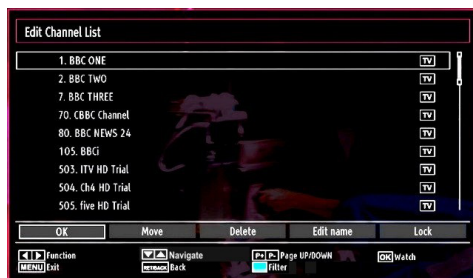 Edit Channel List
1. BBC ONE TV
2. BBC TWO TV
7. BBC THREE TV
70. CBBC Channel TV
80. BBC NEWS 24 TV
105. BBCi TV
503. ITV HD Trial TV
504. Ch4 HD Trial TV
505. five HD Trial TV
OK Move Delete Edit name Lock
Function Navigate P+ P- Page UP/DOWN OK Watch
MENU Exit RET/BACK Back Filter